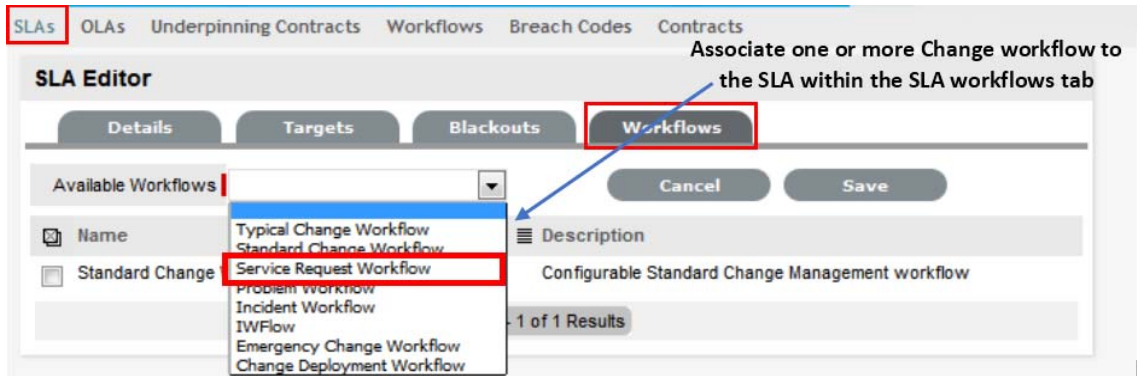 SLAs OLAs Underpinning Contracts Workflows Breach Codes Contracts
Associate one or more Change workflow to
the SLA within the SLA workflows tab
SLA Editor
Details Targets Blackouts Workflows
Available Workflows Cancel Save
Name Description
Standard Change Configurable Standard Change Management workflow
Typical Change Workflow
Standard Change Workflow
Service Request Workflow
Problem Workflow
Incident Workflow
IWFlow
Emergency Change Workflow
Change Deployment Workflow
1 of 1 Results